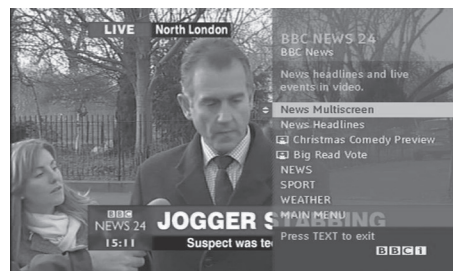 LIVE North London
BBC NEWS 24
BBC News
News headlines and live
events in video.
News Multiscreen
News Headlines
Christmas Comedy Preview
Big Read Vote
NEWS
SPORT
WEATHER
MAIN MENU
Press TEXT to exit
BBC 1
BBC
NEWS 24
15:11
JOGGER STABBING
Suspect was